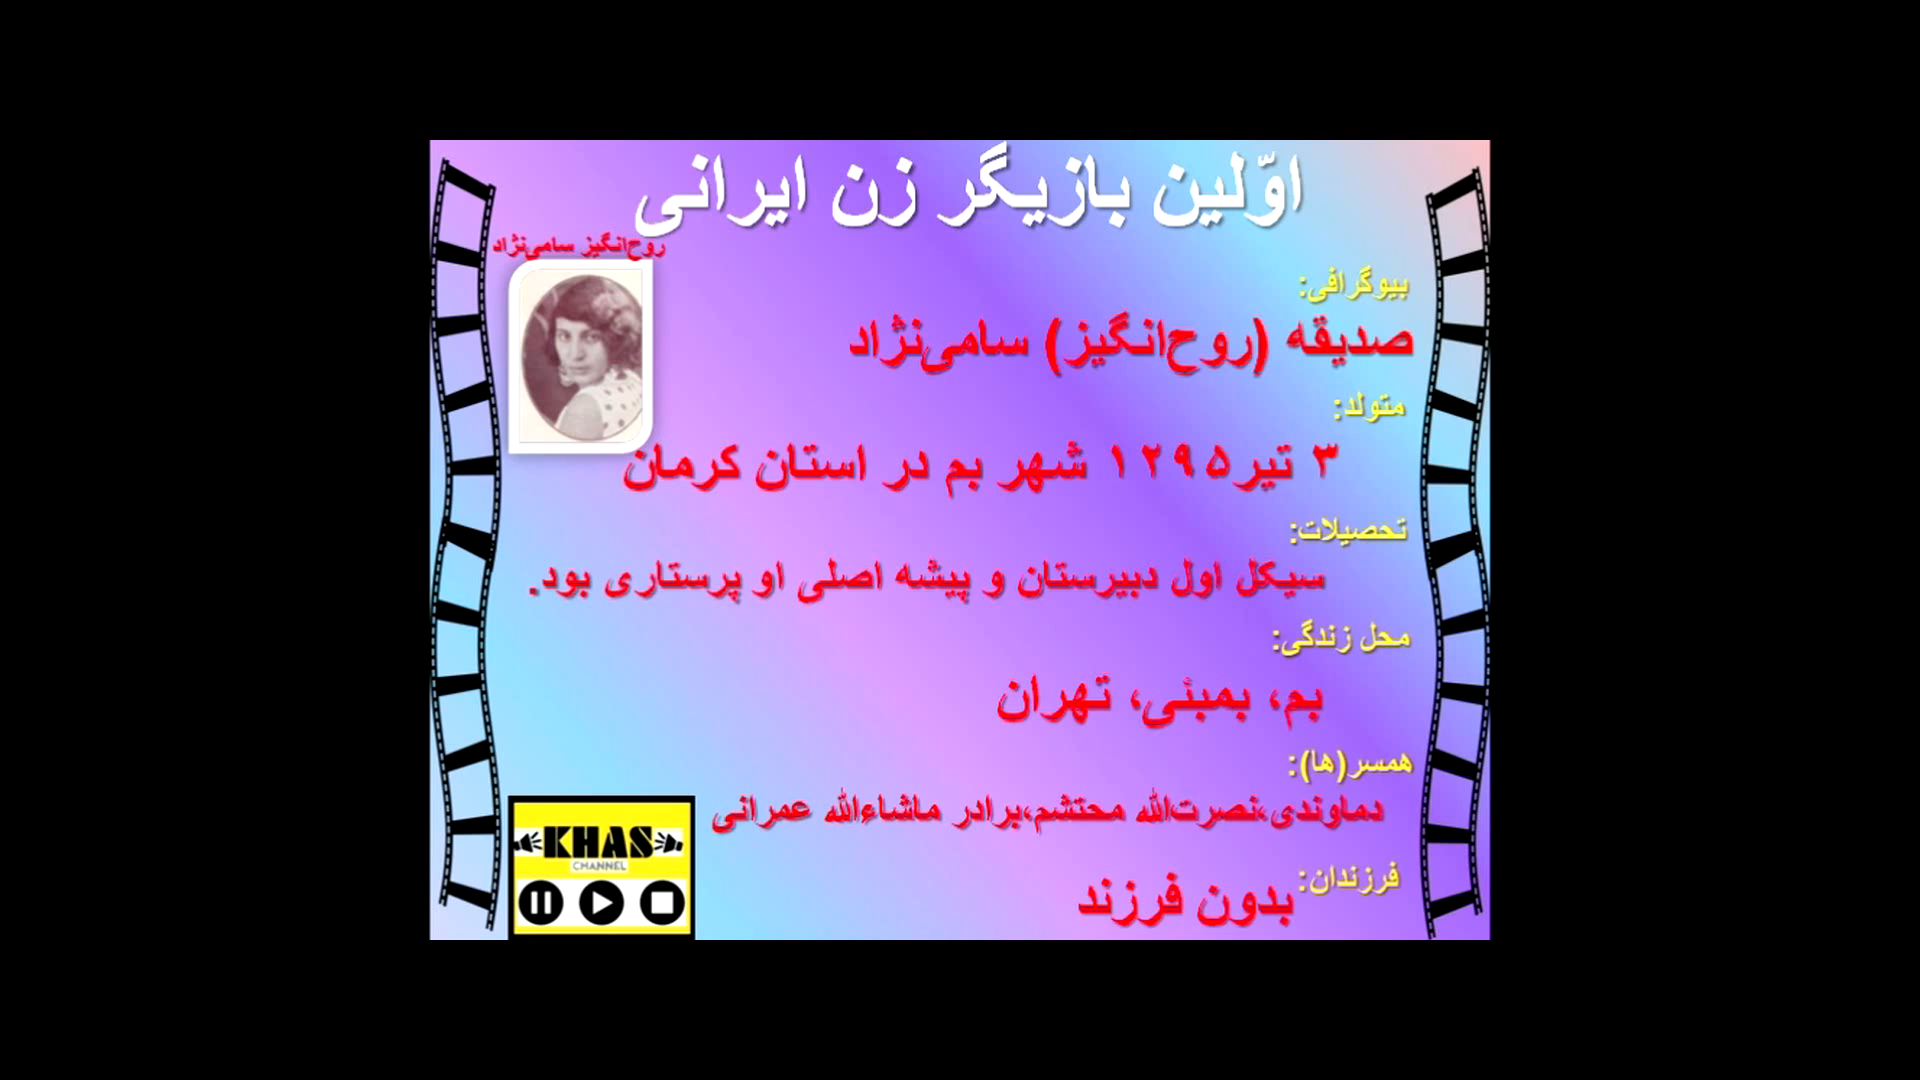 اوّلین بازیگر زن ایرانی
روح‌انگیز سامی‌نژاد
بیوگرافی:
صدیقه (روح‌انگیز) سامی‌نژاد
متولد:
۳ تیر۱۲۹۵ شهر بم در استان کرمان
تحصیلات:
سیکل اول دبیرستان و پیشه اصلی او پرستاری بود.
محل زندگی:
بم، بمبئی، تهران
همسر(ها):
دماوندی،نصرت‌الله محتشم،برادر ماشاءالله عمرانی
فرزندان:
بدون فرزند
KHAS
CHANNEL